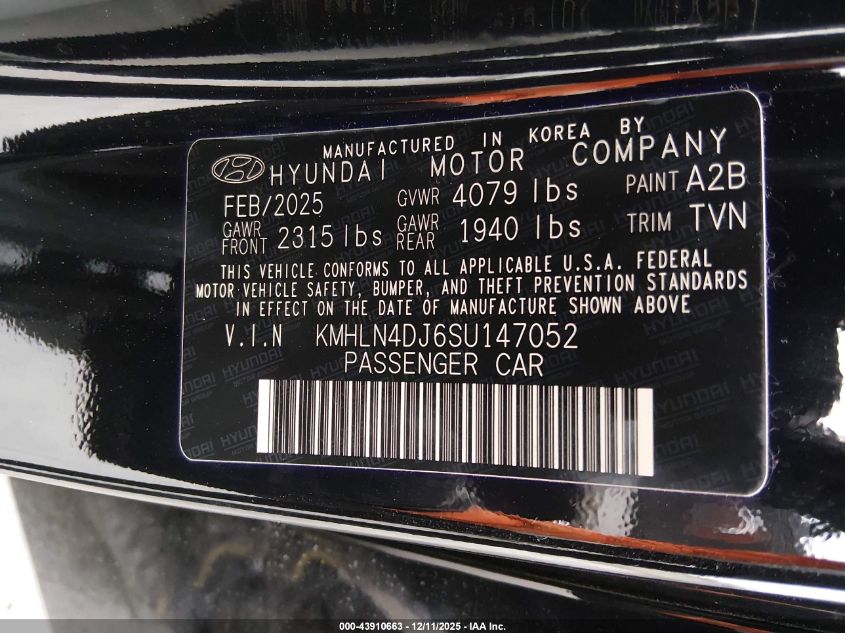 MANUFACTURED IN KOREA BY
HYUNDAI MOTOR COMPANY
FEB/2025 GVWR 4079 lbs PAINT A2B
GAWR FRONT 2315 lbs GAWR REAR 1940 lbs TRIM TVN
THIS VEHICLE CONFORMS TO ALL APPLICABLE U.S.A. FEDERAL
MOTOR VEHICLE SAFETY, BUMPER, AND THEFT PREVENTION STANDARDS
IN EFFECT ON THE DATE OF MANUFACTURE SHOWN ABOVE
V.I.N KMHLN4DJ6SU147052
PASSENGER CAR
000-43910663 - 12/11/2025 - IAA Inc.